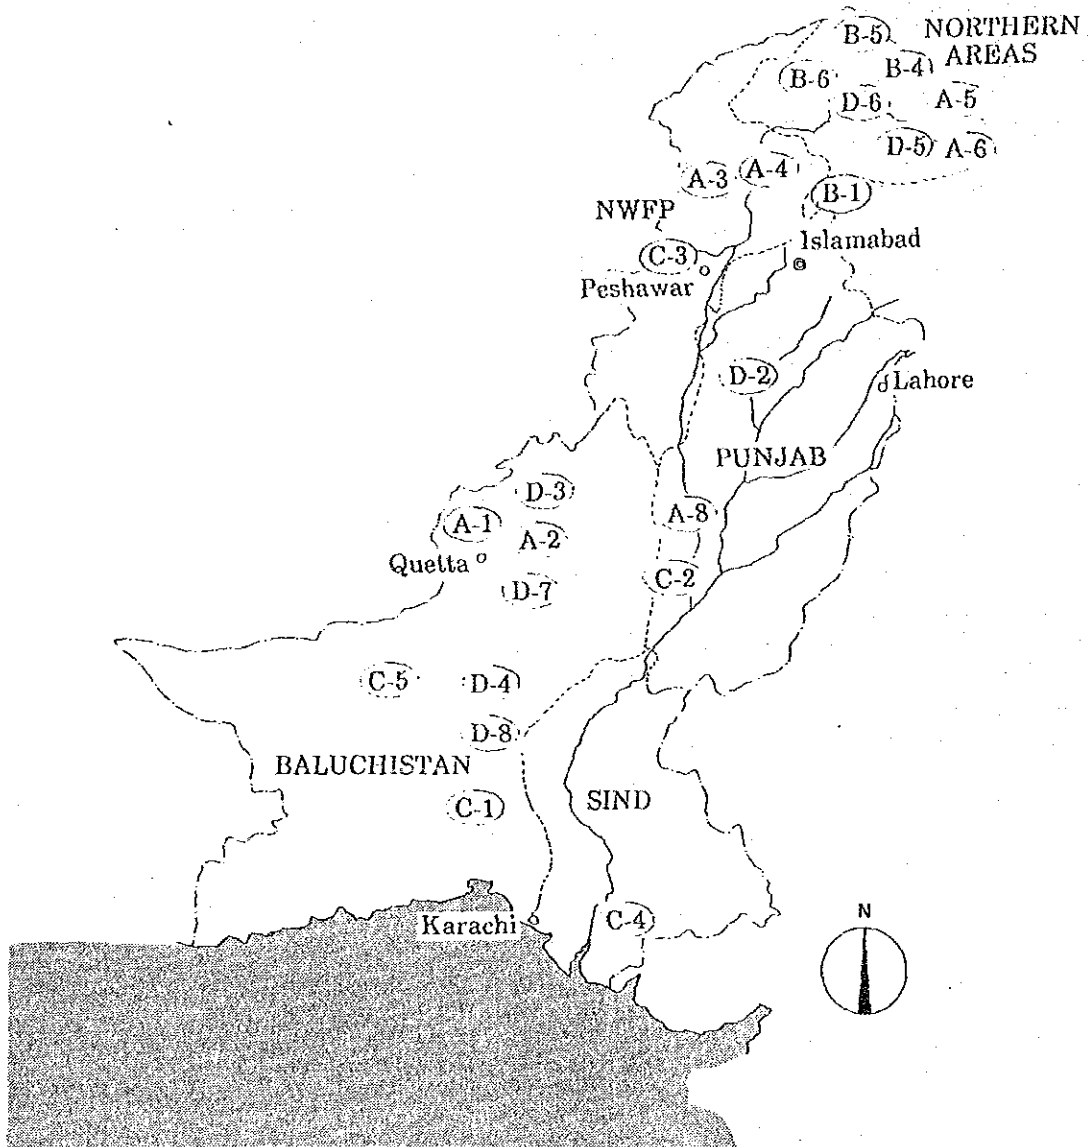 B-5 NORTHERN
B-4 AREAS
B-6
D-6 A-5
D-5 A-6
A-3 A-4
B-1
NWFP
Islamabad
C-3
Peshawar
D-2
Lahore
PUNJAB
D-3
A-8
A-1
A-2
Quetta
C-2
D-7
C-5 D-4
D-8
BALUCHISTAN
C-1 SIND
N
Karachi C-4